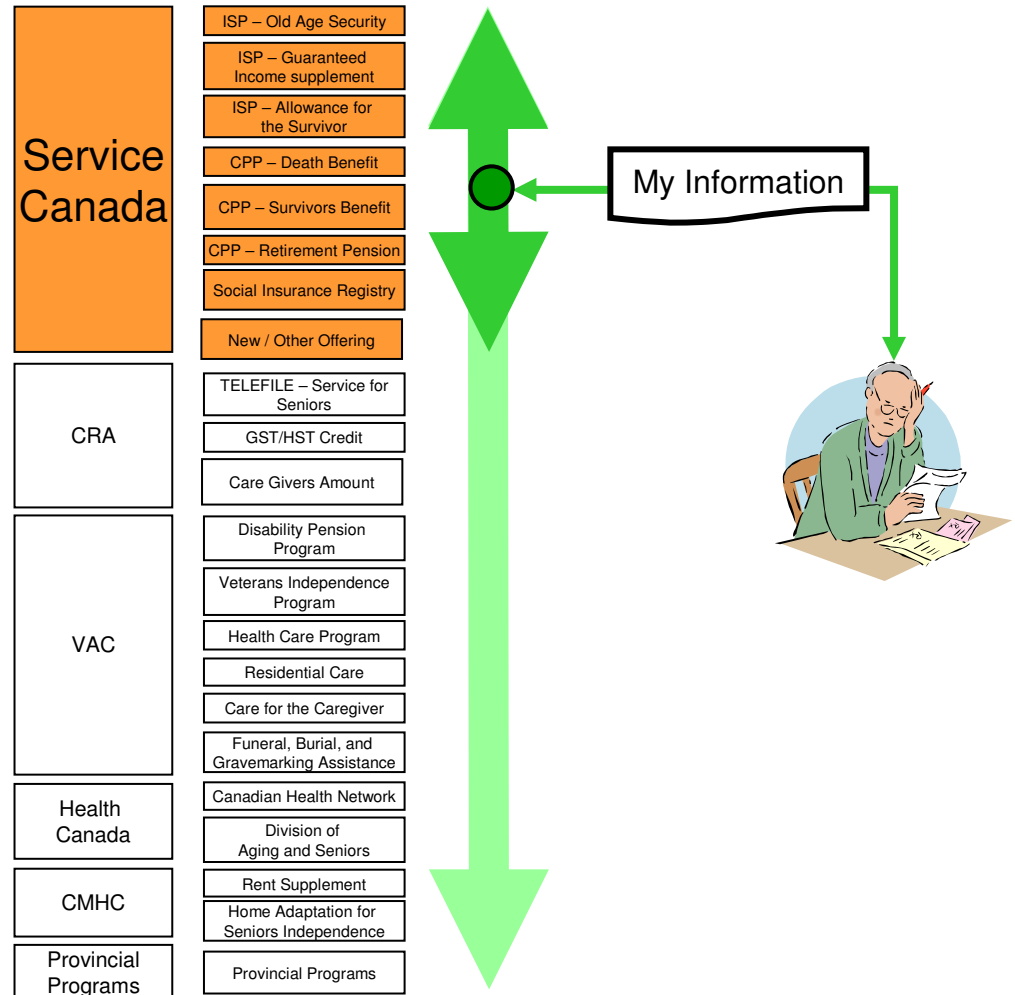 Service
Canada
ISP – Old Age Security
ISP – Guaranteed
Income supplement
ISP – Allowance for
the Survivor
CPP – Death Benefit
CPP – Survivors Benefit
CPP – Retirement Pension
Social Insurance Registry
New / Other Offering
My Information
CRA
TELEFILE – Service for
Seniors
GST/HST Credit
Care Givers Amount
VAC
Disability Pension
Program
Veterans Independence
Program
Health Care Program
Residential Care
Care for the Caregiver
Funeral, Burial, and
Gravemarking Assistance
Health
Canada
Canadian Health Network
Division of
Aging and Seniors
CMHC
Rent Supplement
Home Adaptation for
Seniors Independence
Provincial
Programs
Provincial Programs